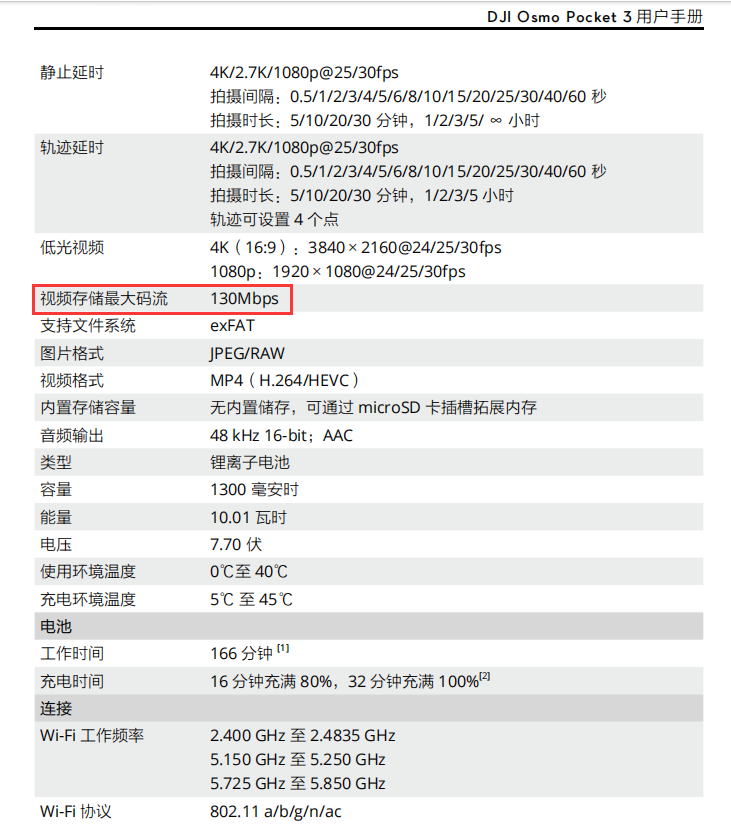 DJI Osmo Pocket 3 用户手册
静止延时 4K/2.7K/1080p@25/30fps
拍摄间隔：0.5/1/2/3/4/5/6/8/10/15/20/25/30/40/60 秒
拍摄时长：5/10/20/30 分钟，1/2/3/5/ ∞ 小时
轨迹延时 4K/2.7K/1080p@25/30fps
拍摄间隔：0.5/1/2/3/4/5/6/8/10/15/20/25/30/40/60 秒
拍摄时长：5/10/20/30 分钟，1/2/3/5 小时
轨迹可设置 4 个点
低光视频 4K（16:9）：3840×2160@24/25/30fps
1080p：1920×1080@24/25/30fps
视频存储最大码流 130Mbps
支持文件系统 exFAT
图片格式 JPEG/RAW
视频格式 MP4（H.264/HEVC）
内置存储容量 无内置储存，可通过 microSD 卡插槽拓展内存
音频输出 48 kHz 16-bit；AAC
类型 锂离子电池
容量 1300 毫安时
能量 10.01 瓦时
电压 7.70 伏
使用环境温度 0℃至 40℃
充电环境温度 5℃ 至 45℃
电池
工作时间 166 分钟 [1]
充电时间 16 分钟充满 80%，32 分钟充满 100%[2]
连接
Wi-Fi 工作频率 2.400 GHz 至 2.4835 GHz
5.150 GHz 至 5.250 GHz
5.725 GHz 至 5.850 GHz
Wi-Fi 协议 802.11 a/b/g/n/ac